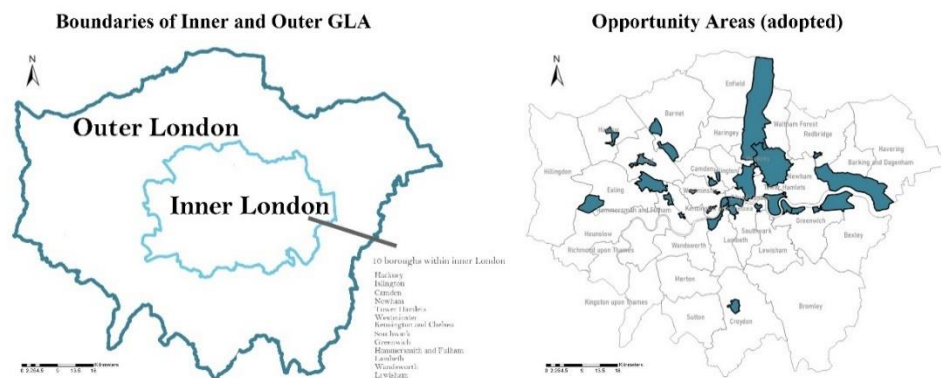 Boundaries of Inner and Outer GLA
N
Outer London
Inner London
10 boroughs within inner London
Hackney
Islington
Camden
Newham
Tower Hamlets
Westminster
Kensington and Chelsea
Southwark
Greenwich
Hammersmith and Fulham
Lambeth
Wandsworth
Lewisham
Kilometers
Opportunity Areas (adopted)
N
Enfield
Barnet
Haringey
Waltham Forest
Redbridge
Havering
Barking and Dagenham
Hillingdon
Camden
Newham
Ealing
Westminster
Tower Hamlets
Hammersmith and Fulham
Greenwich
Hounslow
Southwark
Bexley
Richmond upon Thames
Wandsworth
Lambeth
Lewisham
Merton
Kingston upon Thames
Sutton
Croydon
Bromley
Kilometers